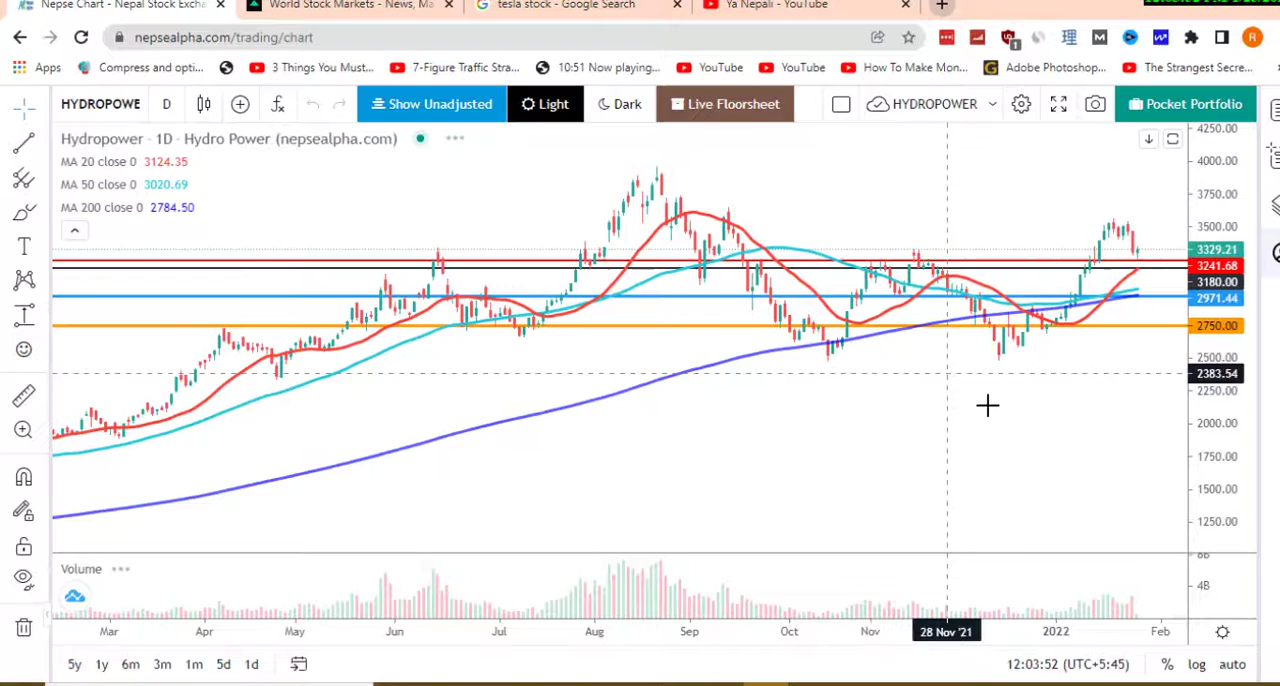 Nepse Chart - Nepal Stock Excha
World Stock Markets - News, Ma
tesla stock - Google Search
Ya Nepali - YouTube
nepsealpha.com/trading/chart
1
理
M
R
Apps
Compress and opti...
3 Things You Must...
7-Figure Traffic Stra...
10:51 Now playing...
YouTube
YouTube
How To Make Mon...
Adobe Photoshop...
The Strangest Secre...
HYDROPOWE
D
Show Unadjusted
Light
Dark
Live Floorsheet
HYDROPOWER
Pocket Portfolio
Hydropower · 1D · Hydro Power (nepsealpha.com)
MA 20 close 0 3124.35
MA 50 close 0 3020.69
MA 200 close 0 2784.50
4250.00
4000.00
3750.00
3500.00
3329.21
3241.68
3180.00
2971.44
2750.00
2500.00
2383.54
2250.00
2000.00
1750.00
1500.00
1250.00
8B
Volume
4B
Mar
Apr
May
Jun
Jul
Aug
Sep
Oct
Nov
28 Nov '21
2022
Feb
5y 1y 6m 3m 1m 5d 1d
12:03:52 (UTC+5:45)
% log auto